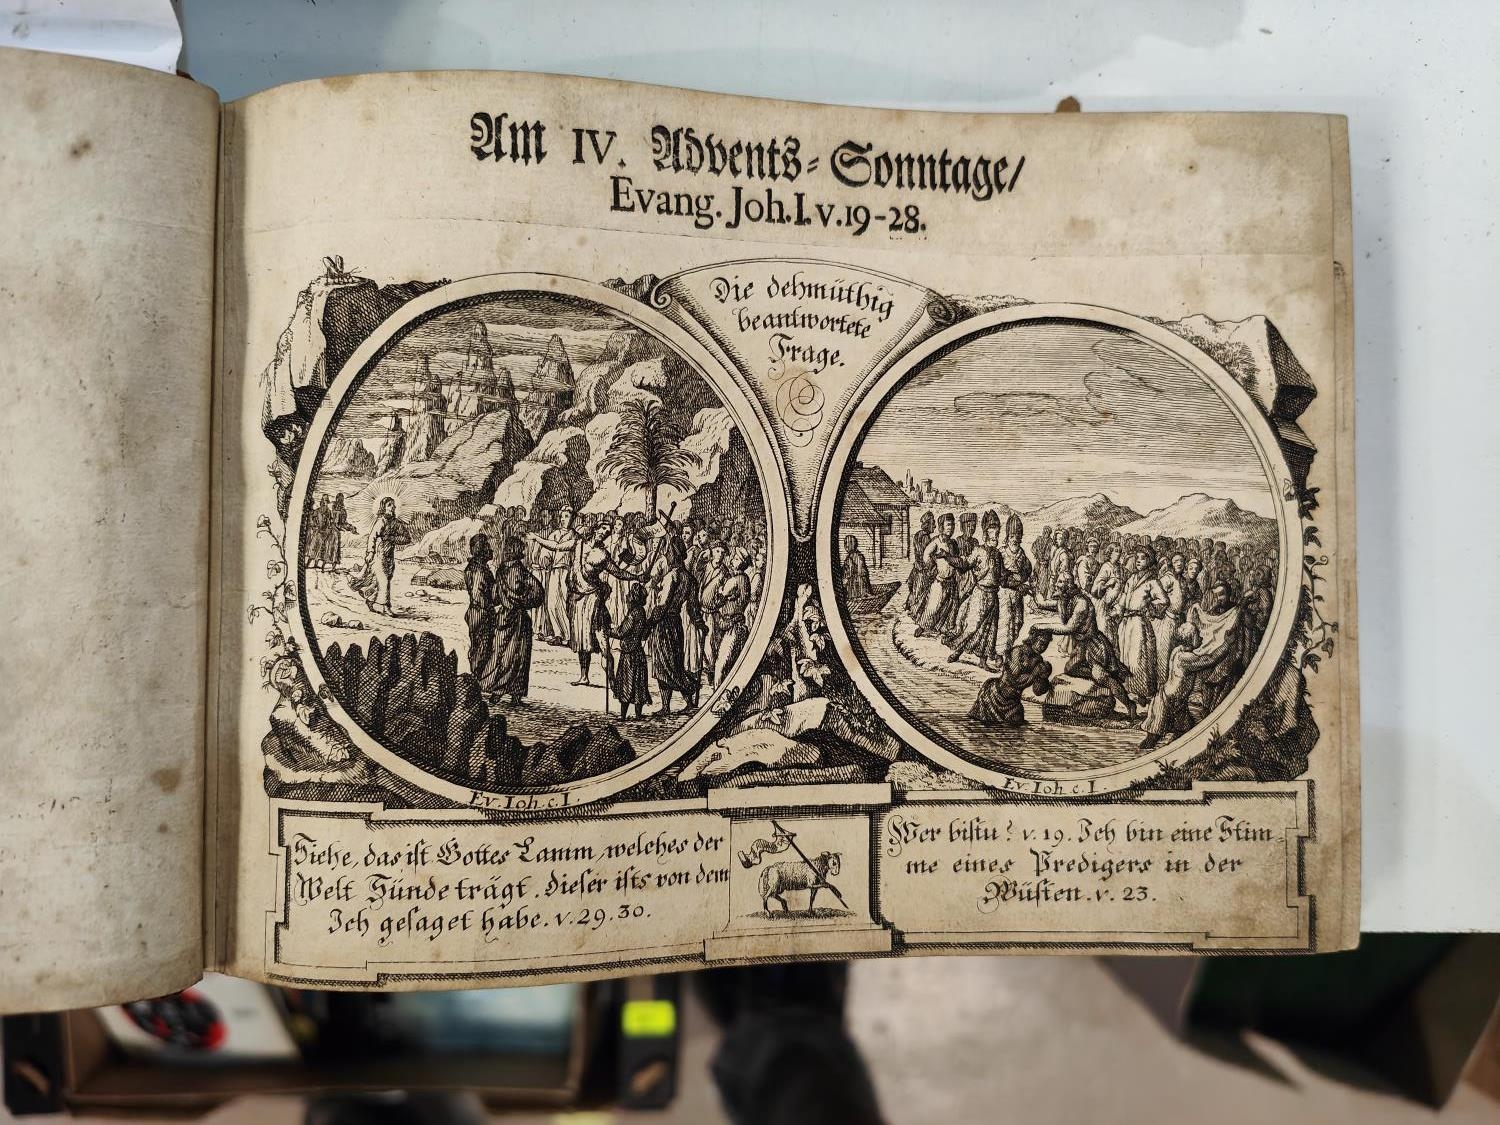 Am IV. Advents-Sonntage/
Evang. Joh. I. v. 19-28.
Die dehmüthig
beantwortete
Frage.
Ev. Ioh. c. I.
Ev. Ioh. c. I.
Siehe, das ist Gottes Lamm, welches der
Welt Sünde trägt. Dieser ists von dem
Ich gesaget habe. v. 29. 30.
Wer bistu? v. 19. Ich bin eine Stim-
me eines Predigers in der
Wüsten. v. 23.